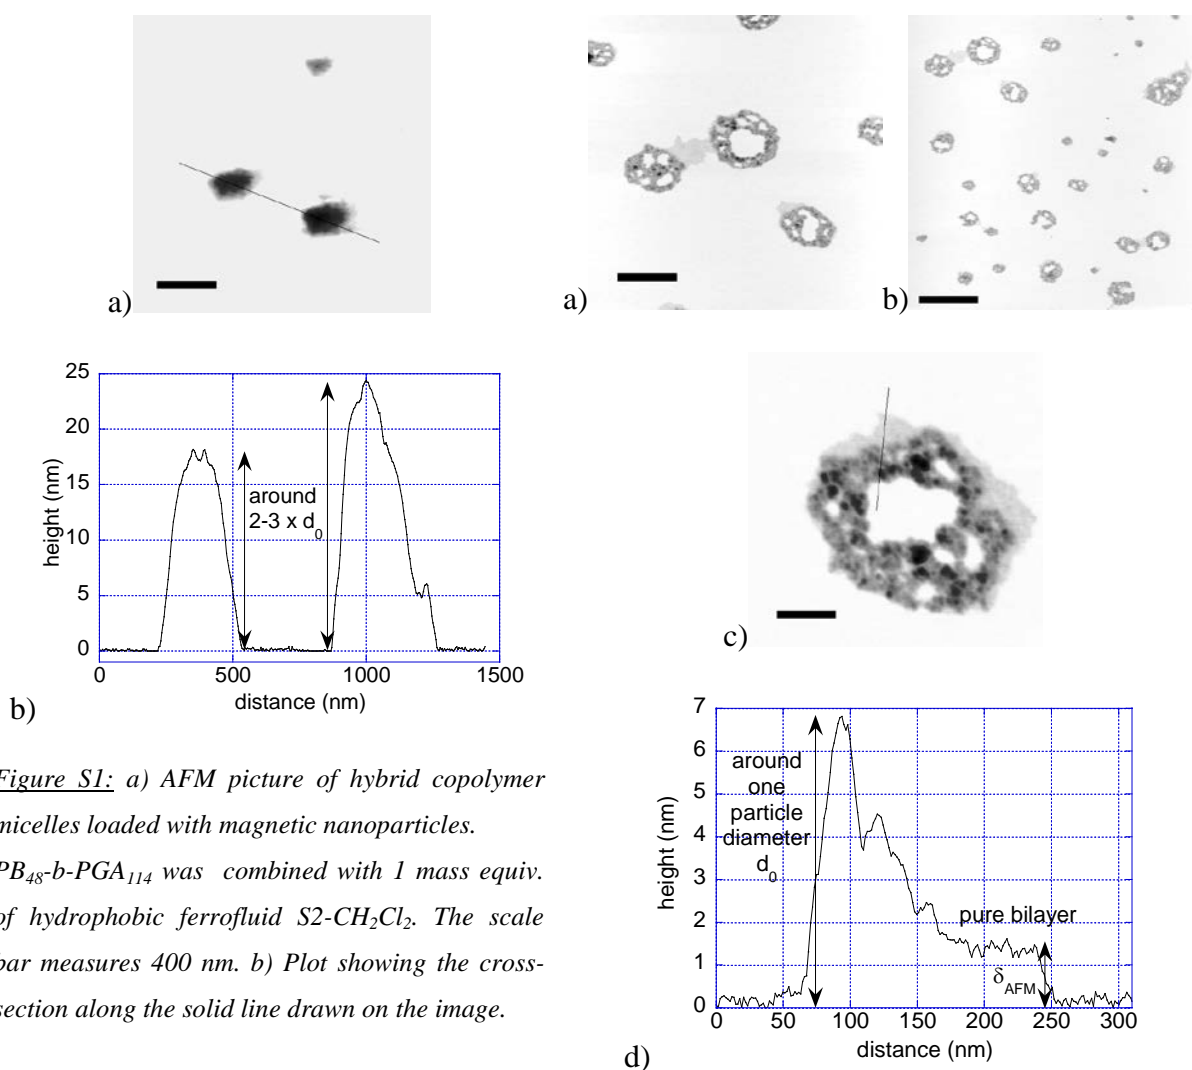 a)
25
20
15
10
5
0
height (nm)
around
2-3 x d0
0
500
1000
1500
distance (nm)
b)
Figure S1: a) AFM picture of hybrid copolymer
micelles loaded with magnetic nanoparticles.
PB48-b-PGA114 was combined with 1 mass equiv.
of hydrophobic ferrofluid S2-CH2Cl2. The scale
bar measures 400 nm. b) Plot showing the cross-
section along the solid line drawn on the image.
a)
b)
c)
7
6
5
4
3
2
1
0
height (nm)
around
one
particle
diameter
d0
pure bilayer
δAFM
0
50
100
150
200
250
300
distance (nm)
d)